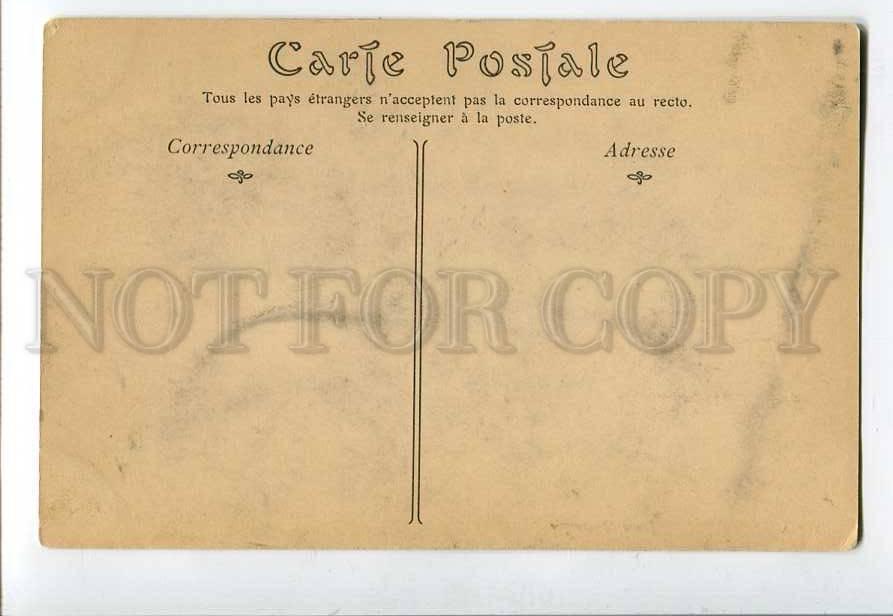 Carte Postale
Tous les pays étrangers n'acceptent pas la correspondance au recto.
Se renseigner à la poste.
Correspondance
Adresse
NOT FOR COPY